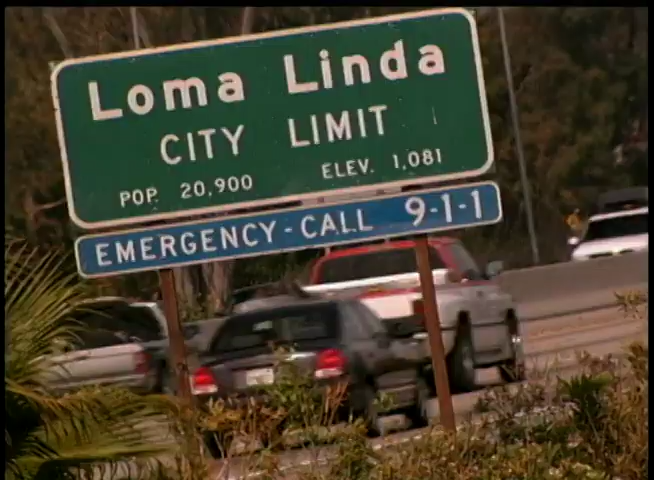 Loma Linda
CITY LIMIT
POP. 20,900 ELEV. 1,081
EMERGENCY-CALL 9-1-1